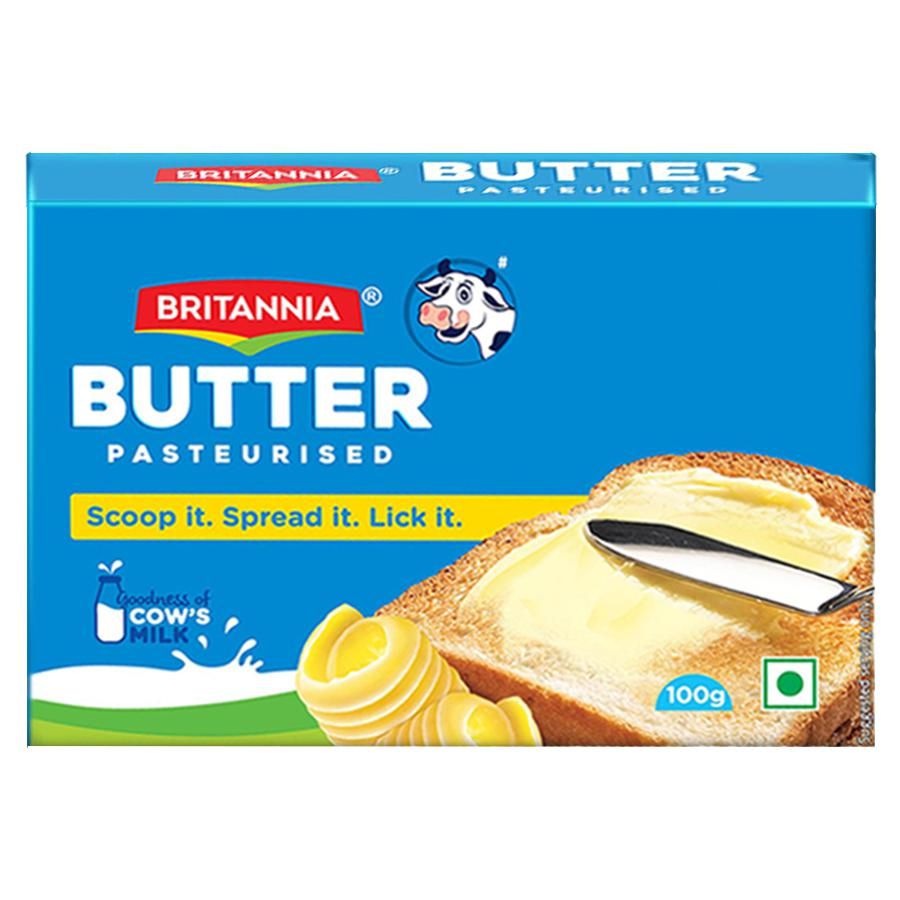 BRITANNIA ® BUTTER
PASTEURISED
#
BRITANNIA ®
BUTTER
PASTEURISED
Scoop it. Spread it. Lick it.
Goodness of
COW'S
MILK
100g